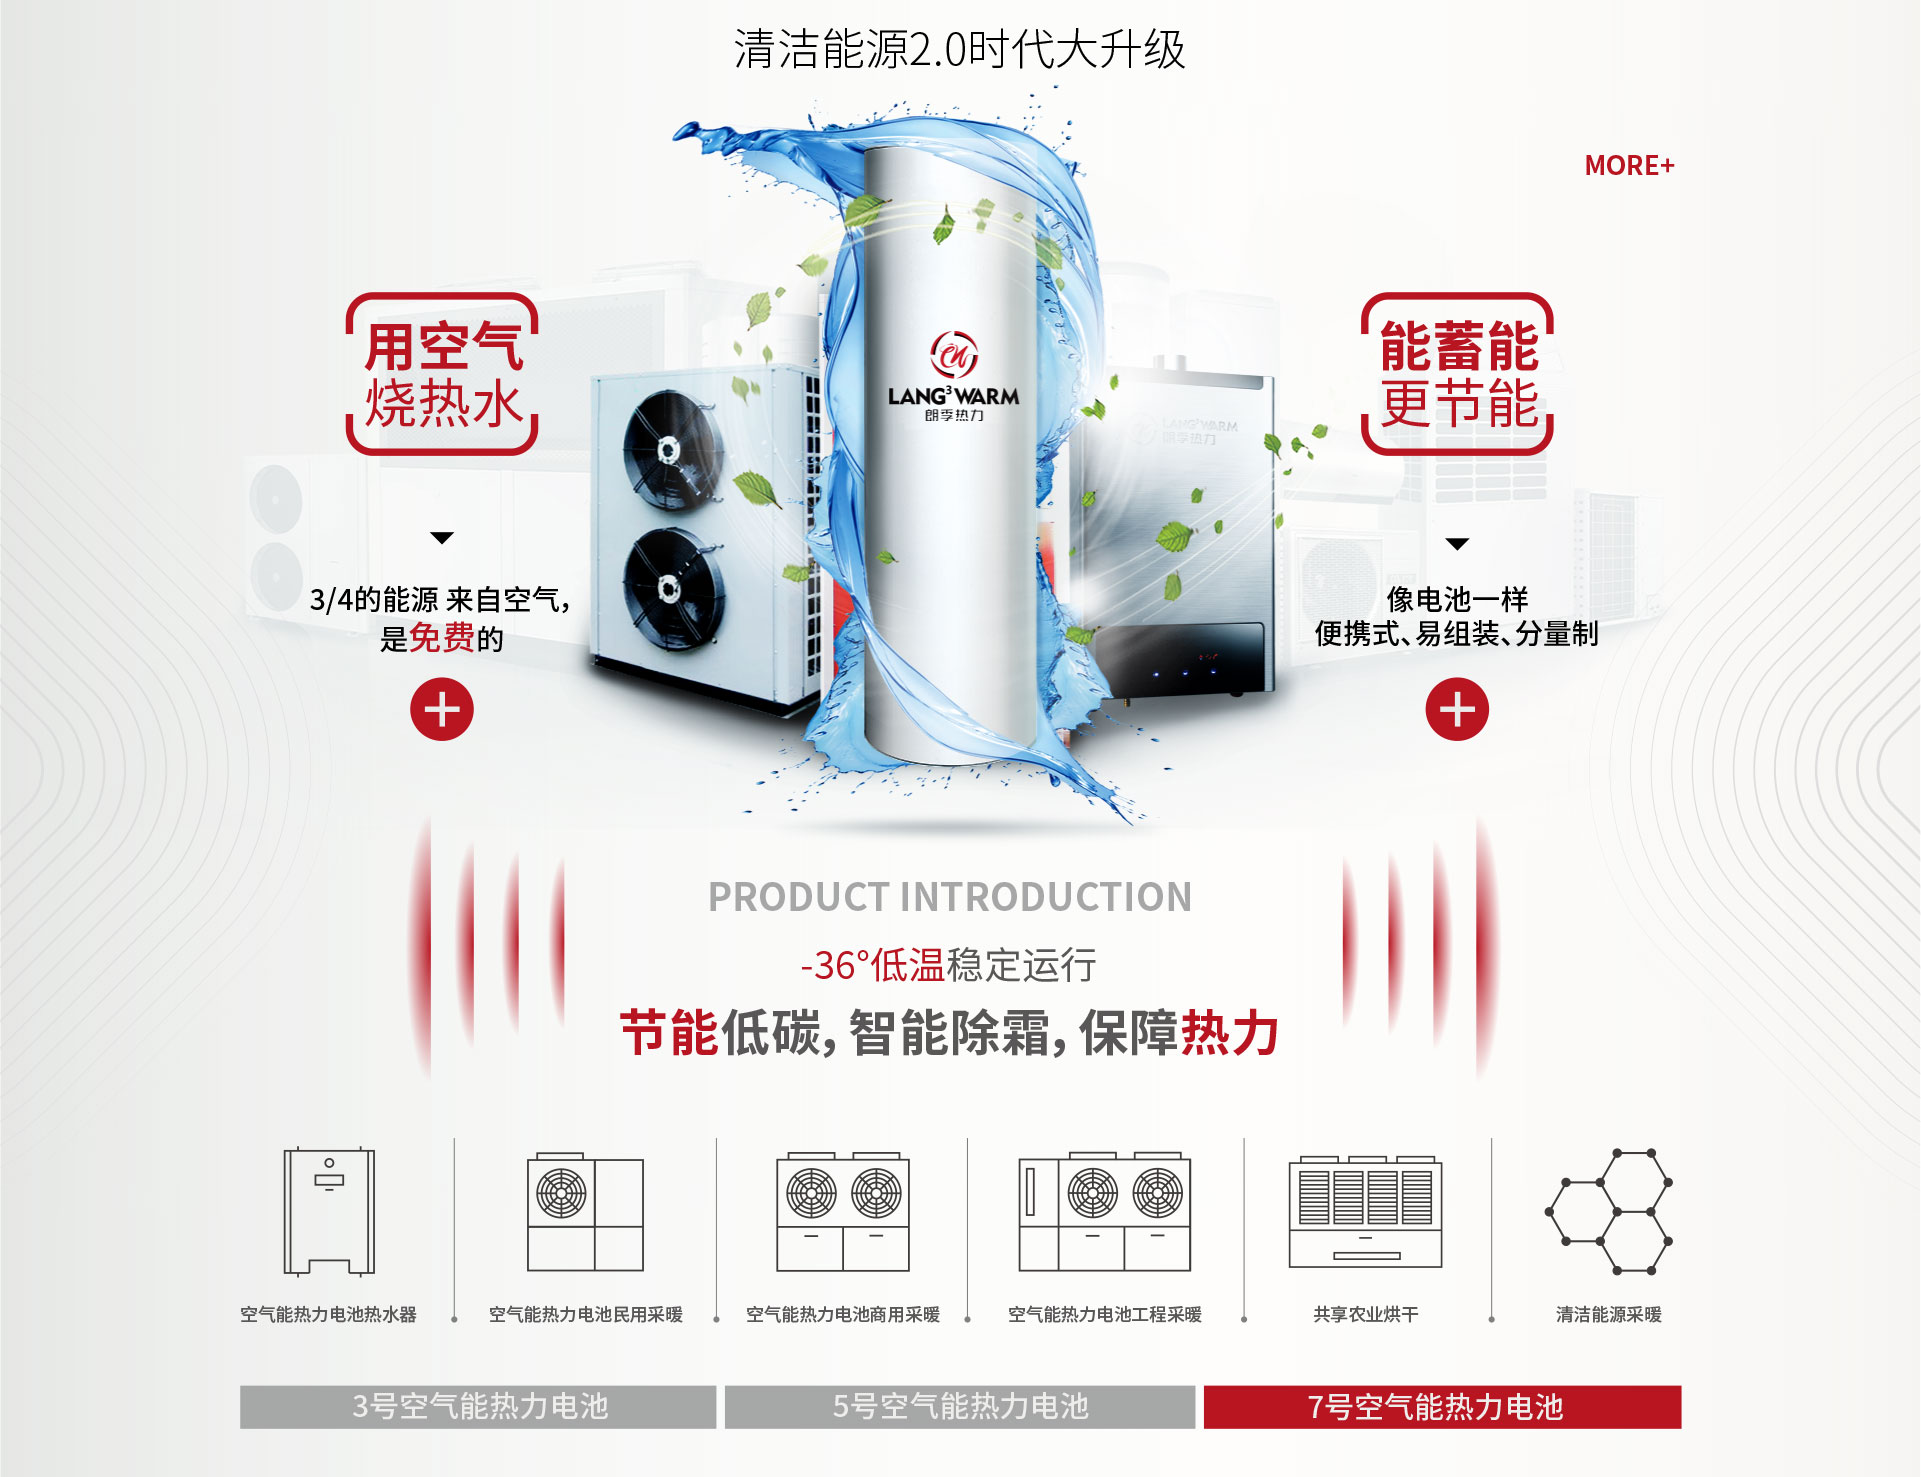 清洁能源2.0时代大升级
MORE+
用空气
烧热水
3/4的能源 来自空气，
是免费的
LANG³WARM
朗季热力
LANG³WARM
朗季热力
能蓄能
更节能
像电池一样
便携式、易组装、分量制
PRODUCT INTRODUCTION
-36°低温稳定运行
节能低碳，智能除霜，保障热力
空气能热力电池热水器
空气能热力电池民用采暖
空气能热力电池商用采暖
空气能热力电池工程采暖
共享农业烘干
清洁能源采暖
3号空气能热力电池
5号空气能热力电池
7号空气能热力电池